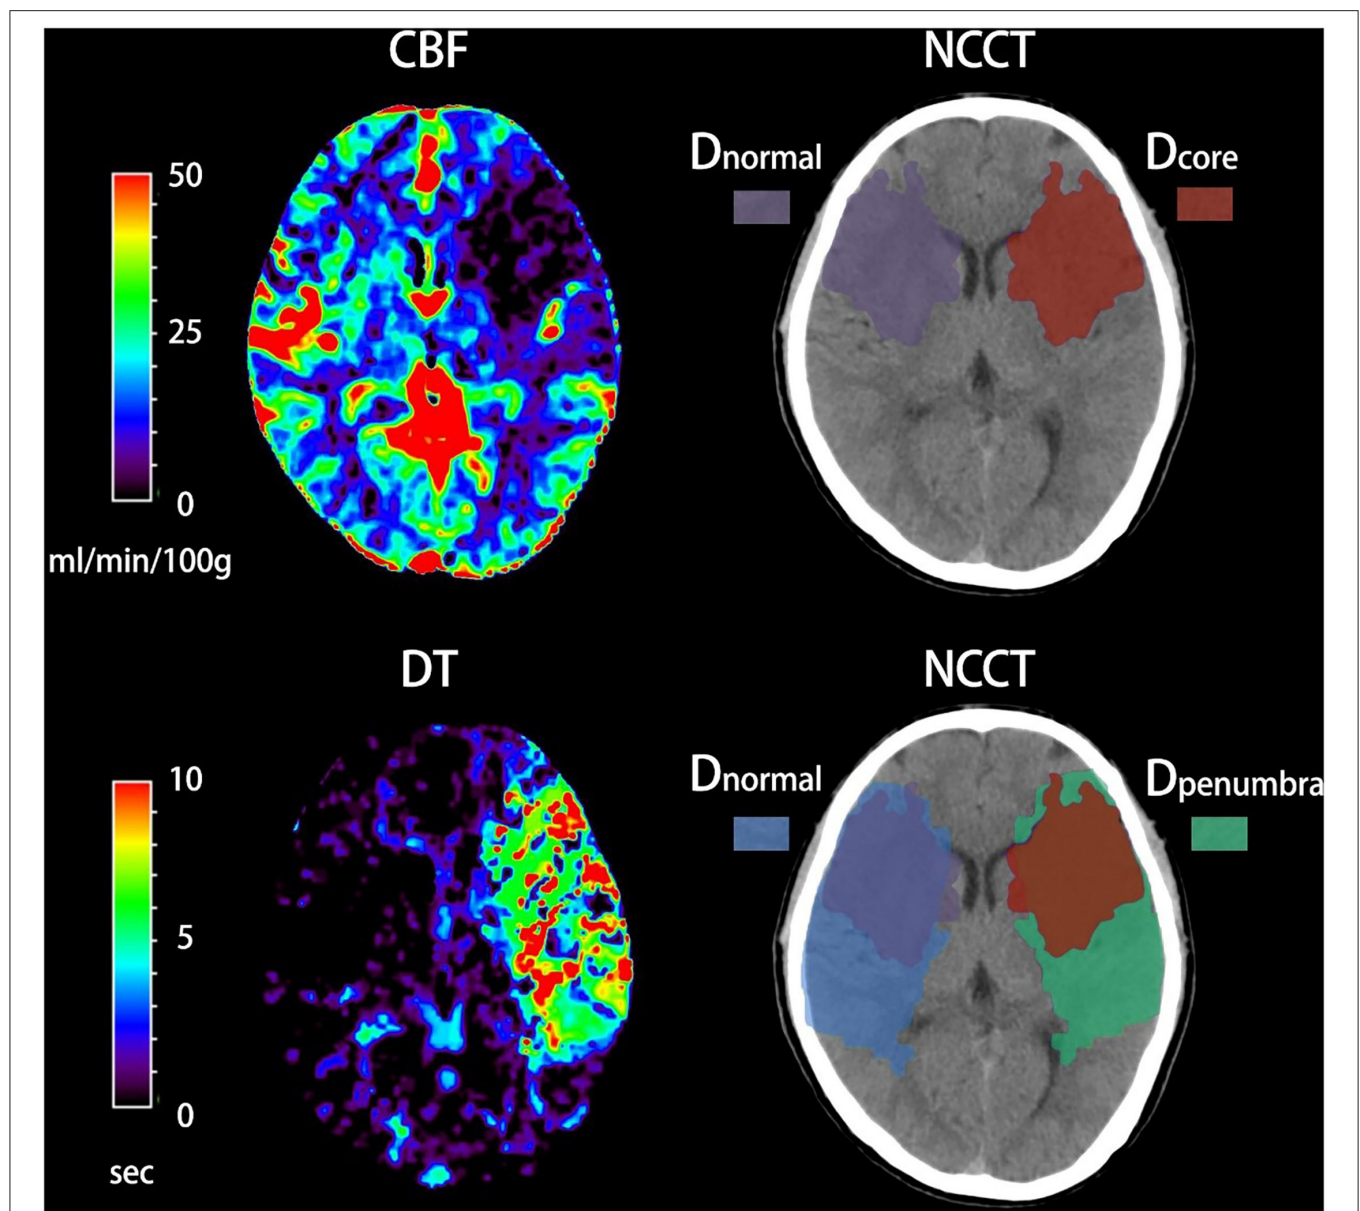 CBF
NCCT
Dnormal
Dcore
50
25
0
ml/min/100g
DT
NCCT
Dnormal
Dpenumbra
10
5
0
sec